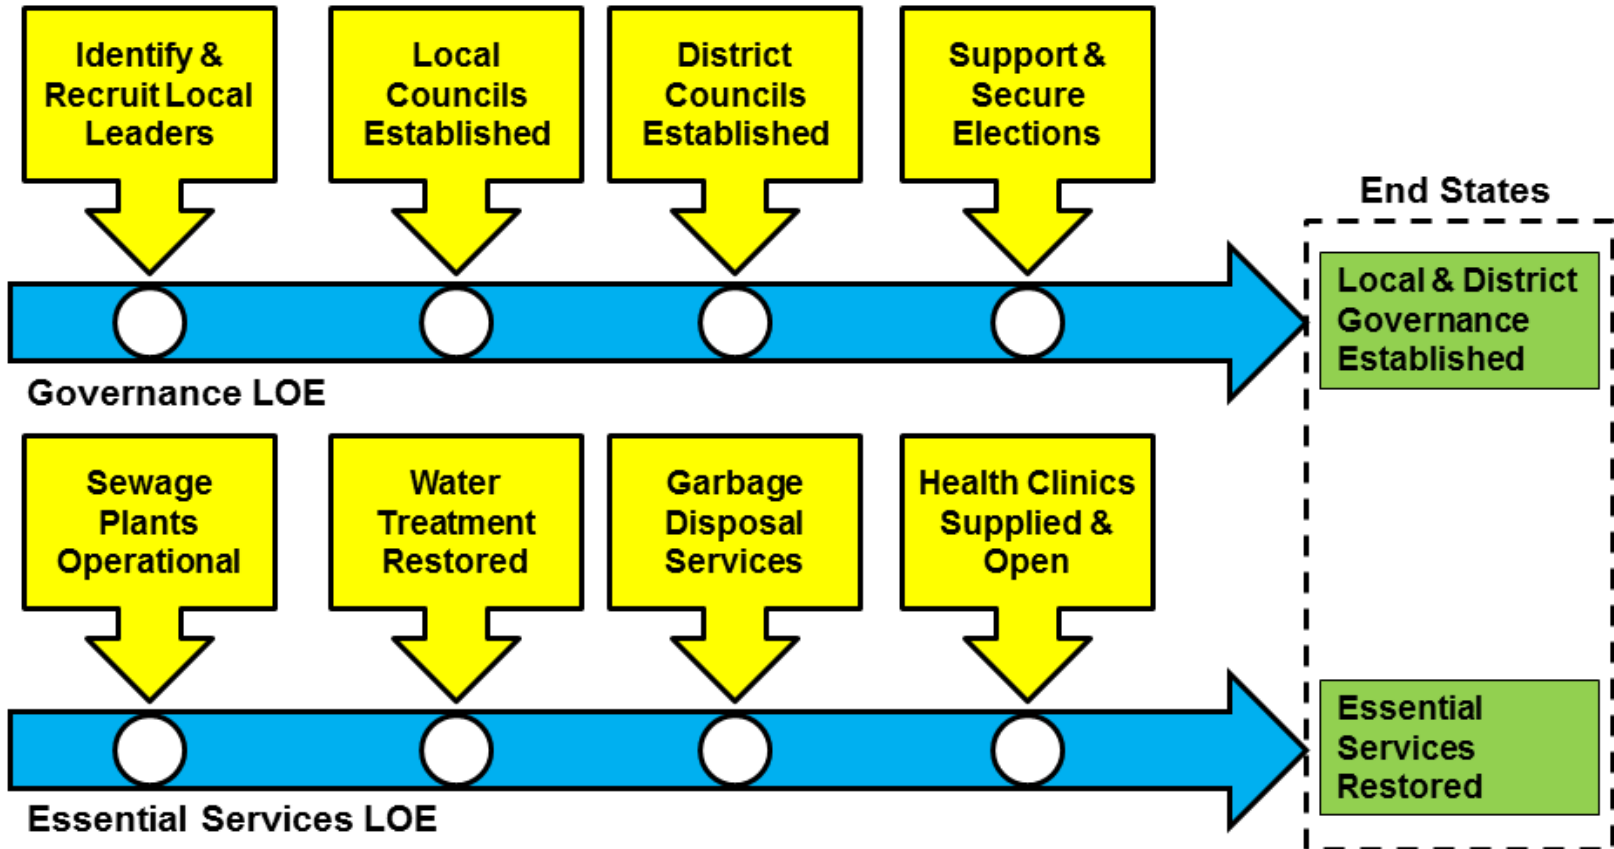 Identify &
Recruit Local
Leaders
Local
Councils
Established
District
Councils
Established
Support &
Secure
Elections
End States
Local & District
Governance
Established
Governance LOE
Sewage
Plants
Operational
Water
Treatment
Restored
Garbage
Disposal
Services
Health Clinics
Supplied &
Open
Essential
Services
Restored
Essential Services LOE